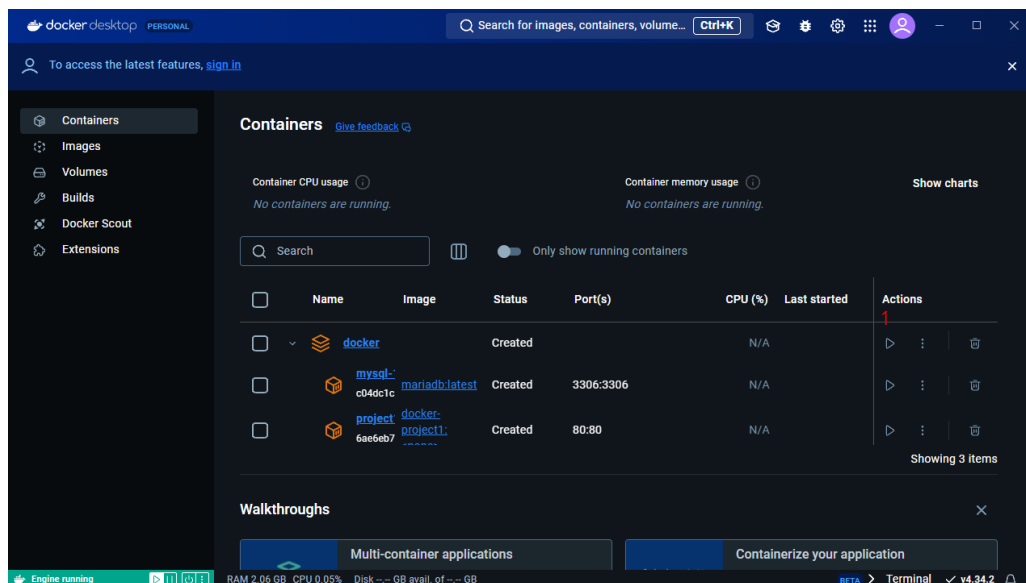 docker desktop PERSONAL
Search for images, containers, volume... Ctrl+K
To access the latest features, sign in
Containers
Images
Volumes
Builds
Docker Scout
Extensions
Containers Give feedback
Container CPU usage
No containers are running.
Container memory usage
No containers are running.
Show charts
Search
Only show running containers
Name Image Status Port(s) CPU (%) Last started Actions
1
docker Created N/A
mysql- mariadb:latest Created 3306:3306 N/A
c04dc1c
project docker-
project1: Created 80:80 N/A
6ae6eb7
Showing 3 items
Walkthroughs
Multi-container applications
Containerize your application
Engine running RAM 2.06 GB CPU 0.05% Disk --.-- GB avail. of --.-- GB BETA Terminal v4.34.2